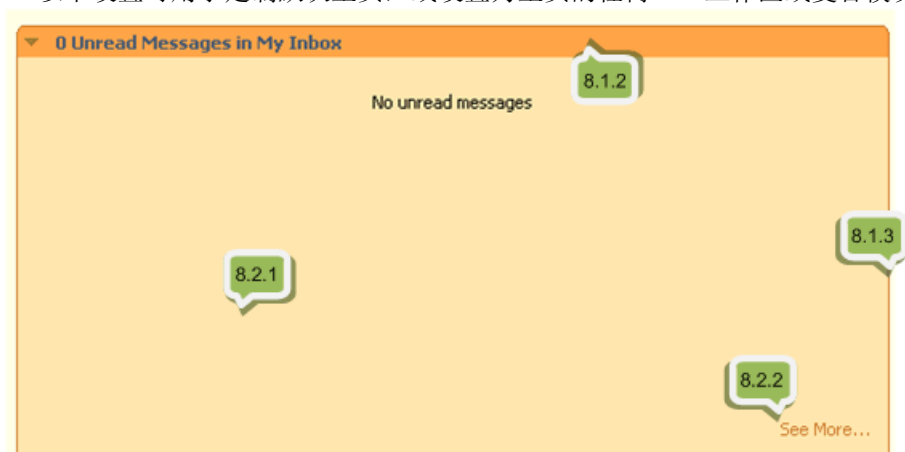 0 Unread Messages in My Inbox
8.1.2
No unread messages
8.1.3
8.2.1
8.2.2
See More...